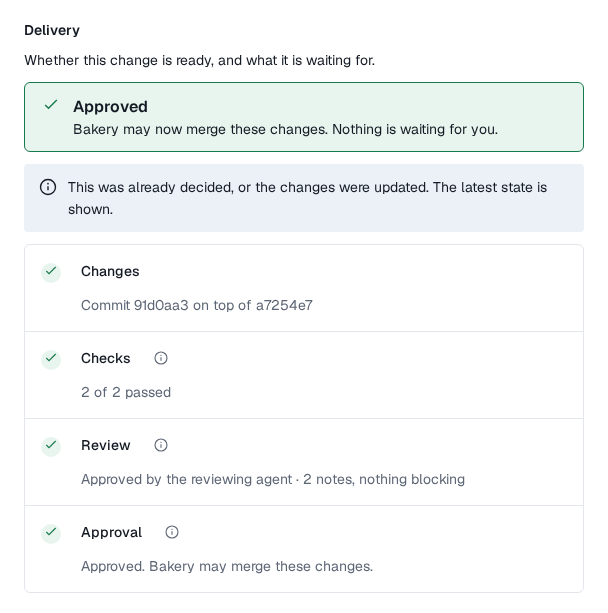 Delivery
Whether this change is ready, and what it is waiting for.
Approved
Bakery may now merge these changes. Nothing is waiting for you.
This was already decided, or the changes were updated. The latest state is
shown.
Changes
Commit 91d0aa3 on top of a7254e7
Checks
2 of 2 passed
Review
Approved by the reviewing agent · 2 notes, nothing blocking
Approval
Approved. Bakery may merge these changes.